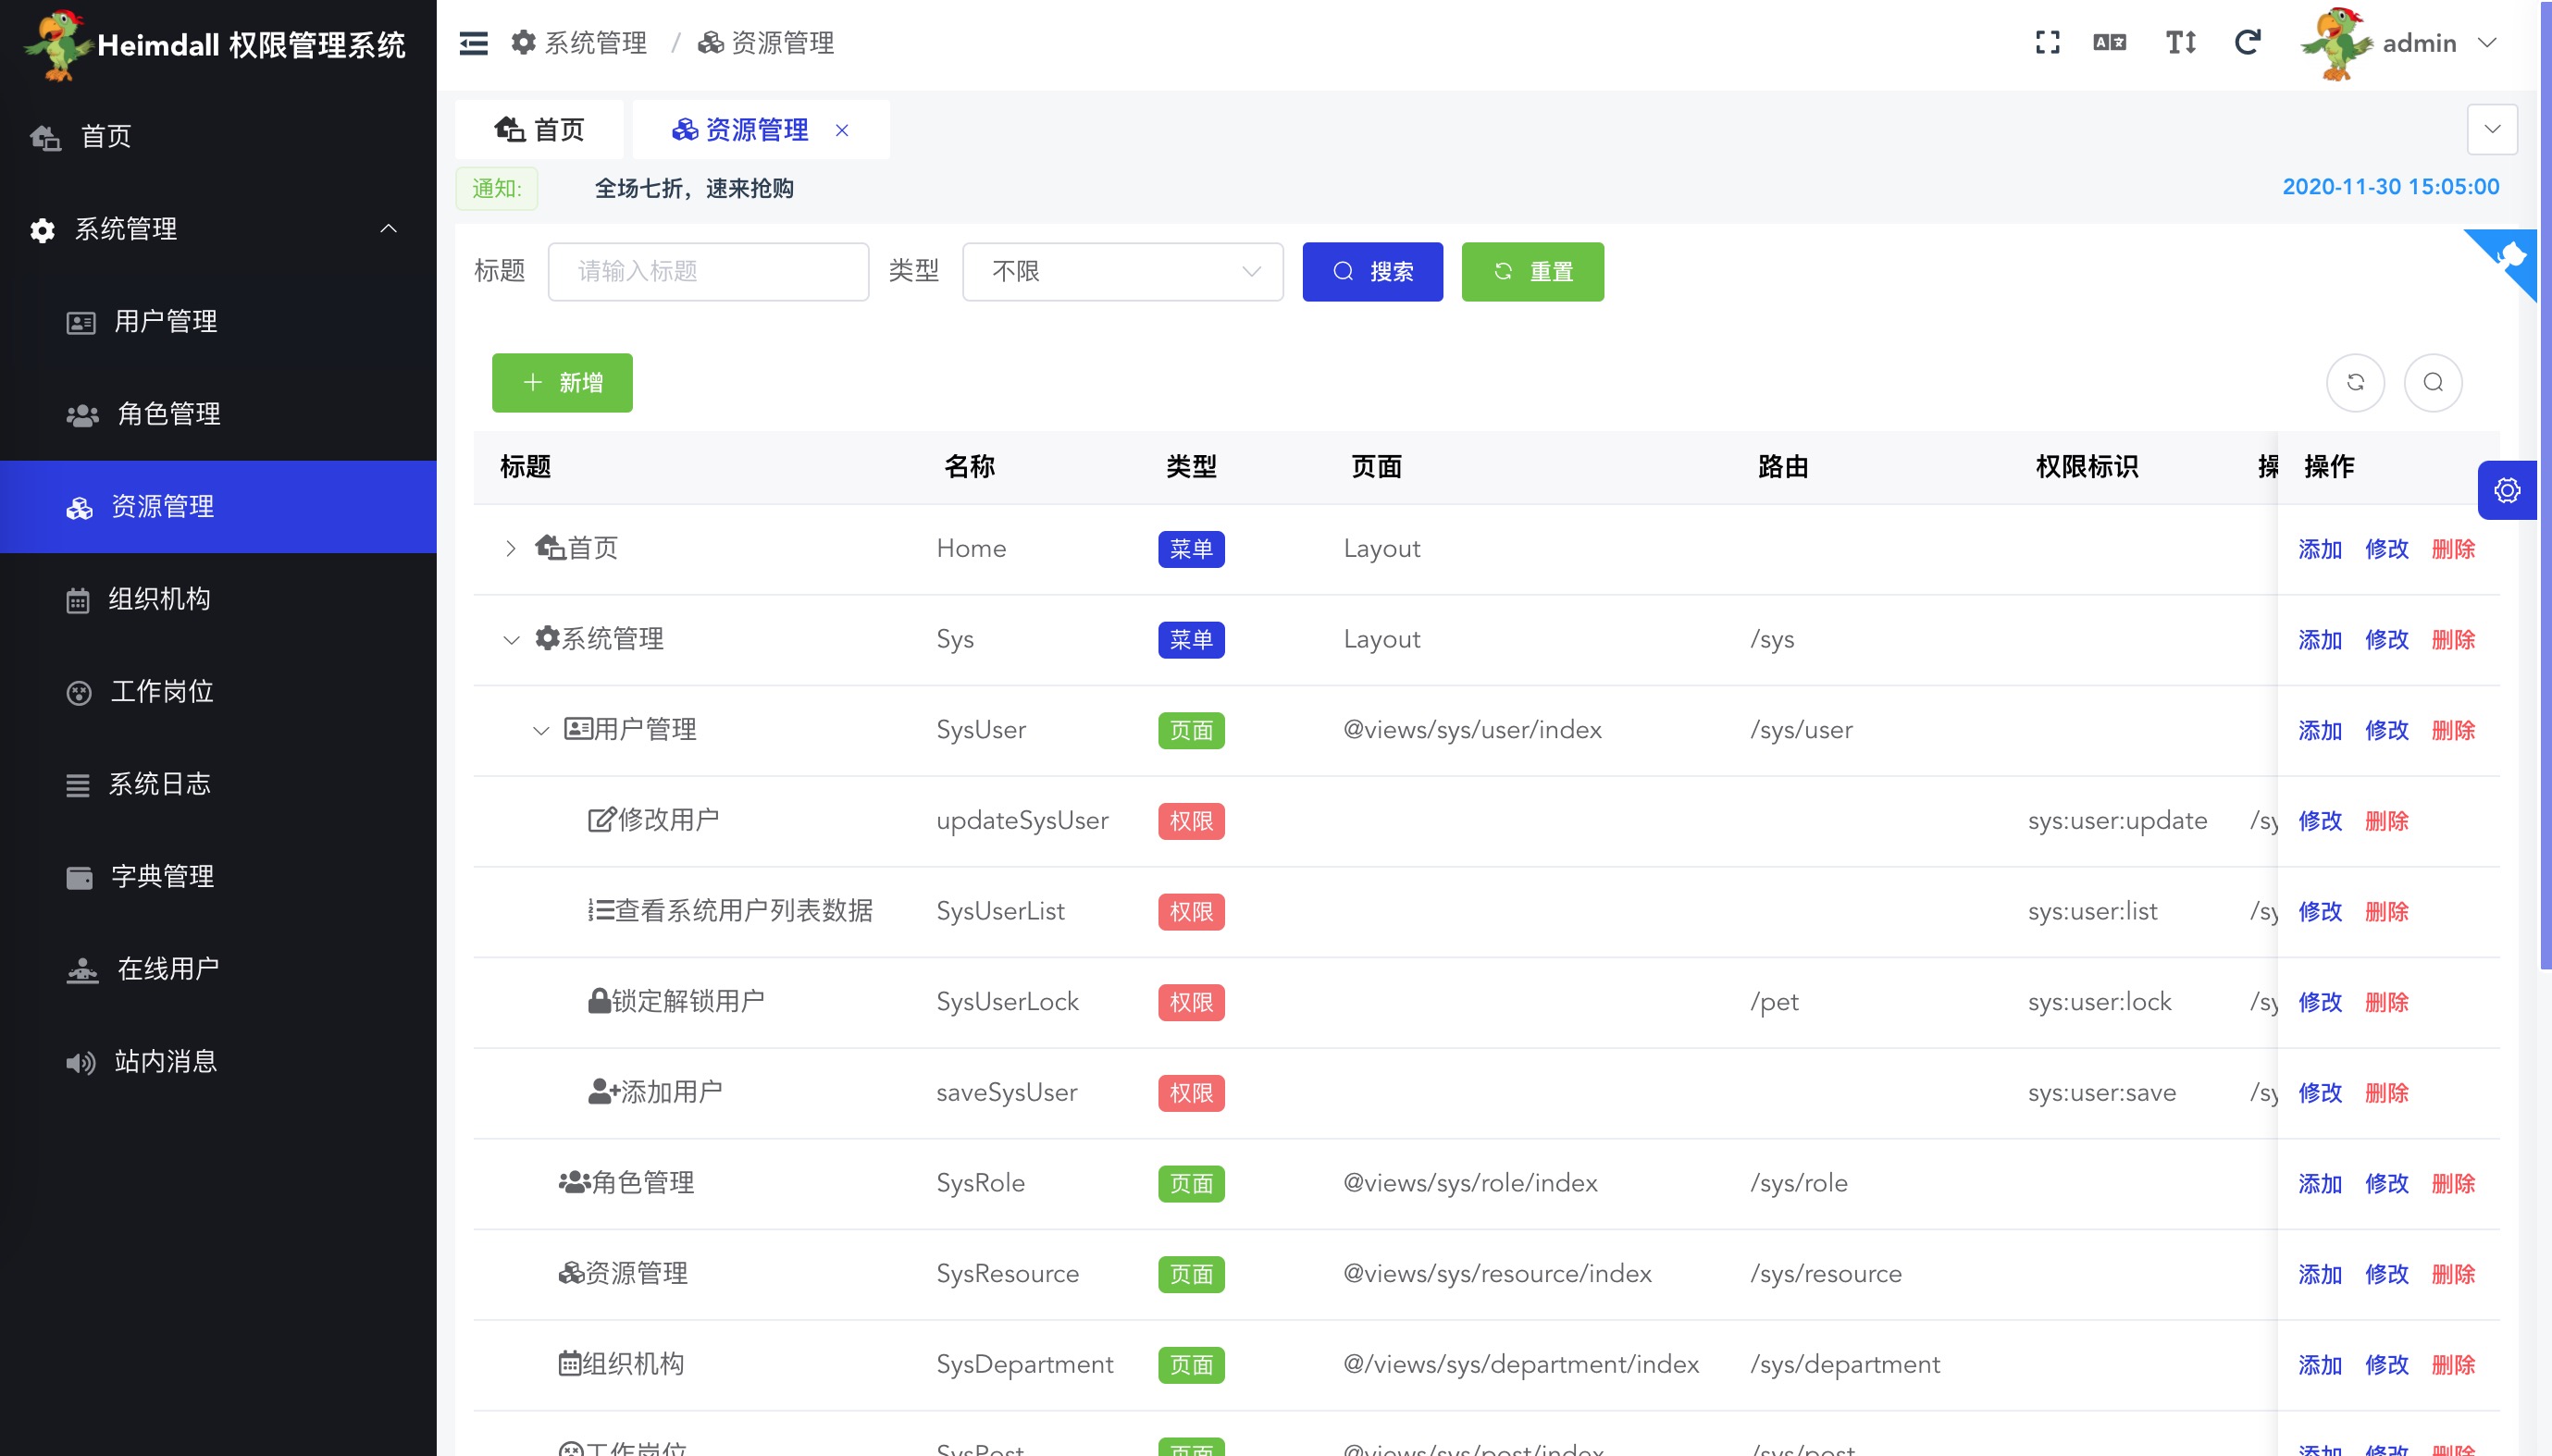 Heimdall 权限管理系统
首页
系统管理
用户管理
角色管理
资源管理
组织机构
工作岗位
系统日志
字典管理
在线用户
站内消息
系统管理 / 资源管理
admin
首页 资源管理
通知: 全场七折，速来抢购 2020-11-30 15:05:00
标题 请输入标题 类型 不限 搜索 重置
新增
标题 名称 类型 页面 路由 权限标识 操 操作
首页 Home 菜单 Layout 添加 修改 删除
系统管理 Sys 菜单 Layout /sys 添加 修改 删除
用户管理 SysUser 页面 @views/sys/user/index /sys/user 添加 修改 删除
修改用户 updateSysUser 权限 sys:user:update /sy 修改 删除
查看系统用户列表数据 SysUserList 权限 sys:user:list /sy 修改 删除
锁定解锁用户 SysUserLock 权限 /pet sys:user:lock /sy 修改 删除
添加用户 saveSysUser 权限 sys:user:save /sy 修改 删除
角色管理 SysRole 页面 @views/sys/role/index /sys/role 添加 修改 删除
资源管理 SysResource 页面 @views/sys/resource/index /sys/resource 添加 修改 删除
组织机构 SysDepartment 页面 @/views/sys/department/index /sys/department 添加 修改 删除
工作岗位 SysPost 页面 @views/sys/post/index /sys/post 添加 修改 删除